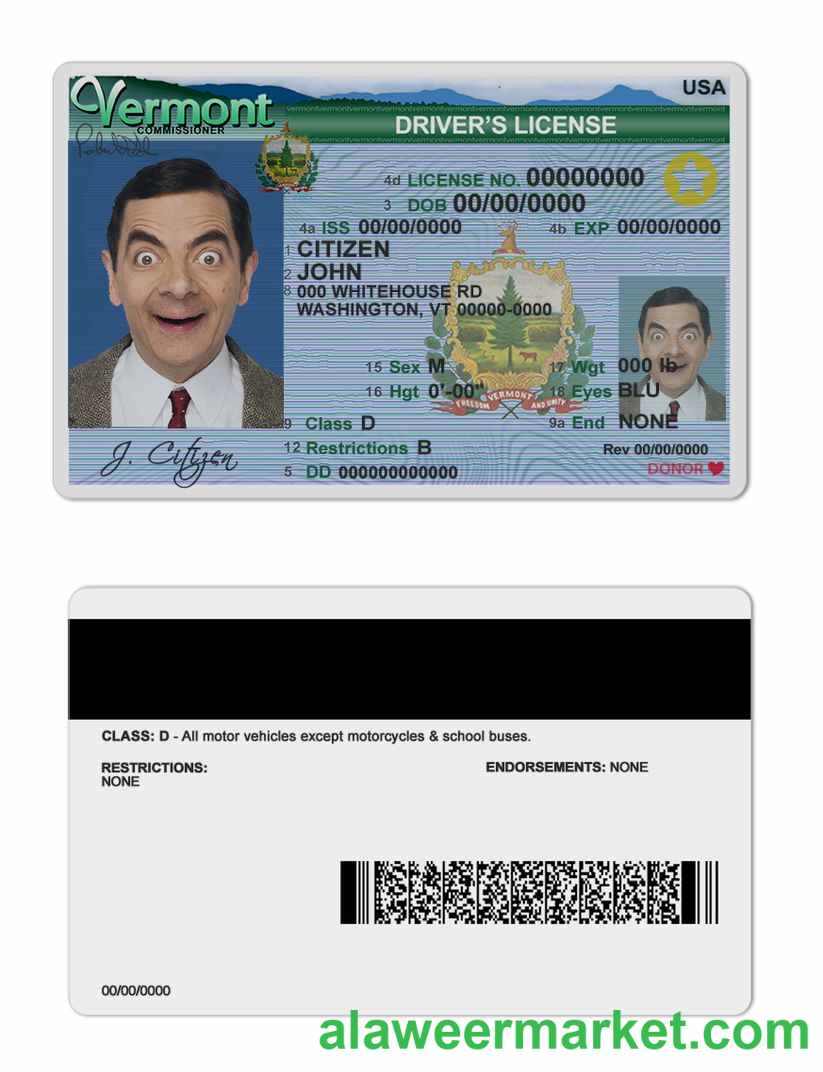 Vermont
COMMISSIONER
USA
DRIVER'S LICENSE
4d LICENSE NO. 00000000
3 DOB 00/00/0000
4a ISS 00/00/0000 4b EXP 00/00/0000
1 CITIZEN
2 JOHN
8 000 WHITEHOUSE RD
WASHINGTON, VT 00000-0000
15 Sex M 17 Wgt 000 lb
16 Hgt 0'-00" 18 Eyes BLU
FREEDOM VERMONT AND UNITY
9 Class D 9a End NONE
12 Restrictions B Rev 00/00/0000
5 DD 000000000000 DONOR
J. Citizen
CLASS: D - All motor vehicles except motorcycles & school buses.
RESTRICTIONS: ENDORSEMENTS: NONE
NONE
00/00/0000
alaweermarket.com